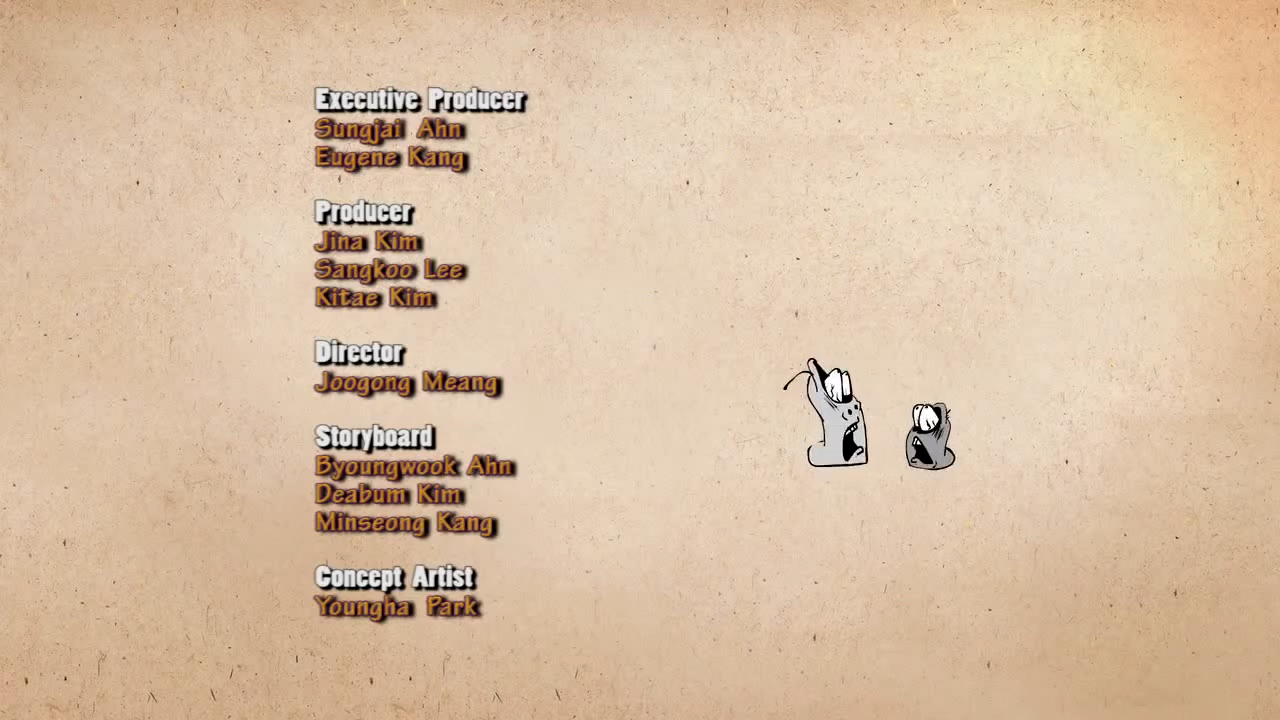 Executive Producer
Sungjai Ahn
Eugene Kang
Producer
Jina Kim
Sangkoo Lee
Kitae Kim
Director
Joogong Meang
Storyboard
Byoungwook Ahn
Deabum Kim
Minseong Kang
Concept Artist
Youngha Park